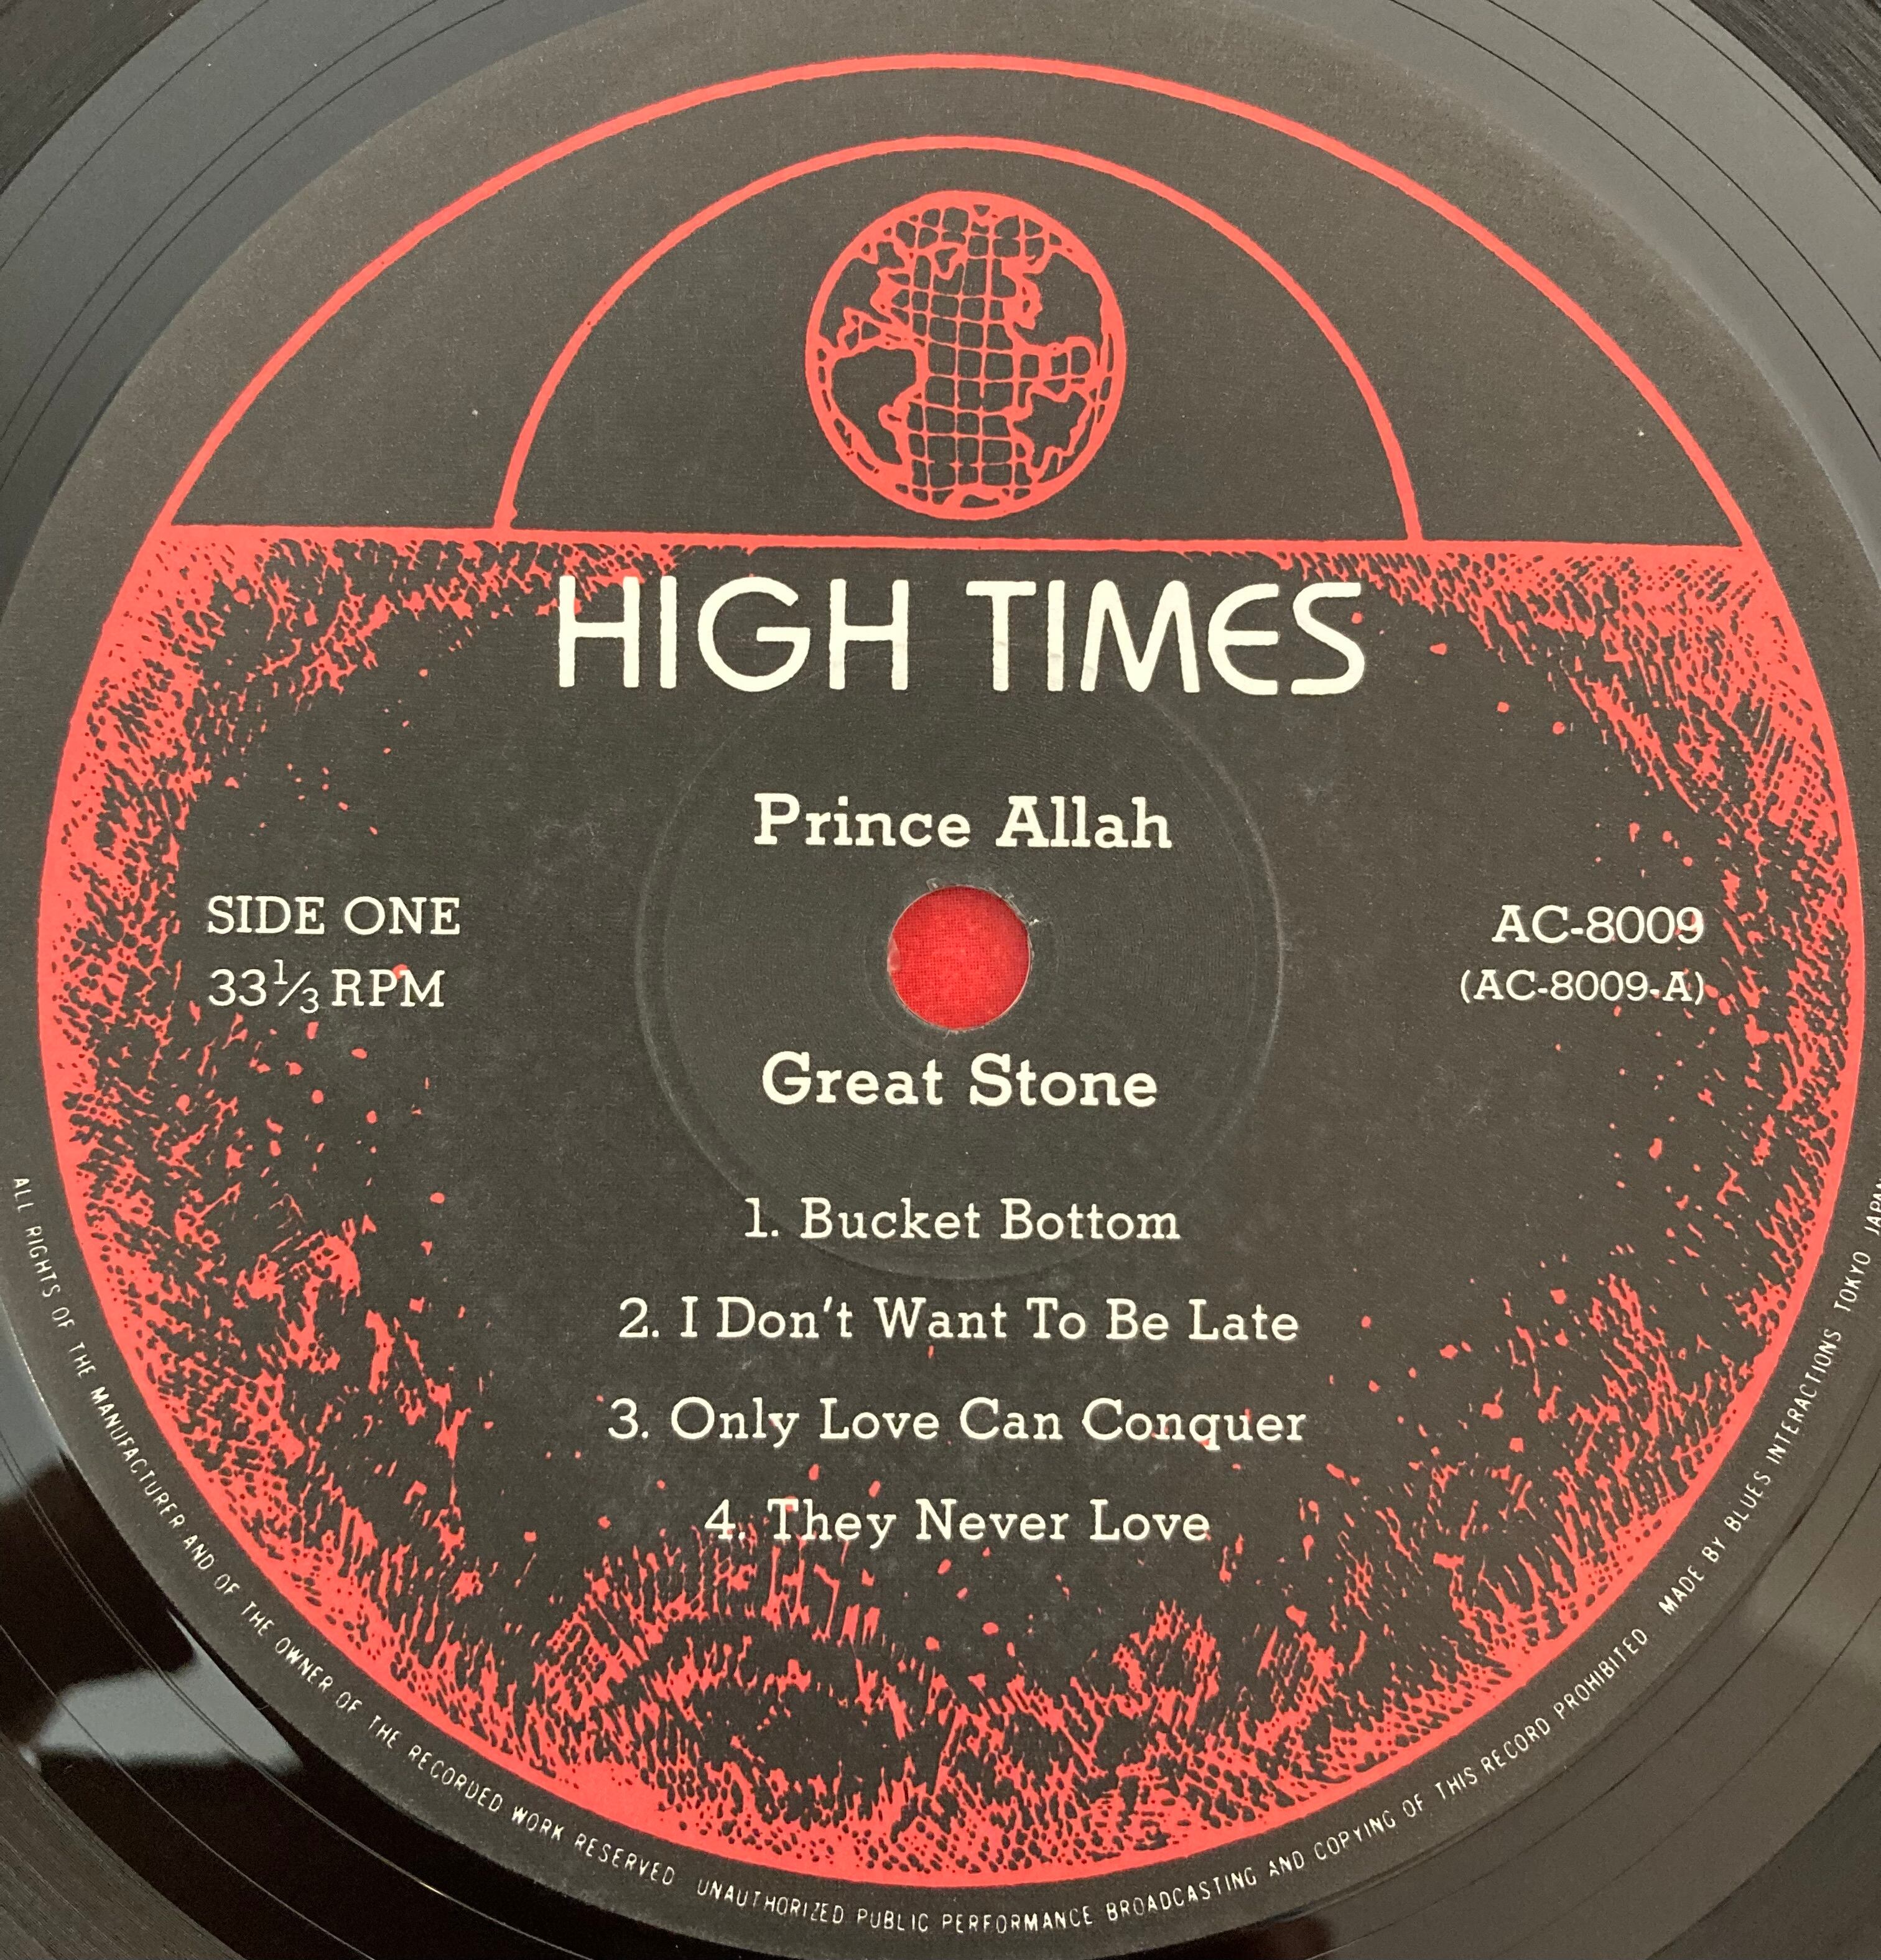 HIGH TIMES
Prince Allah
SIDE ONE
33⅓ RPM
AC-8009
(AC-8009-A)
Great Stone
1. Bucket Bottom
2. I Don't Want To Be Late
3. Only Love Can Conquer
4. They Never Love
ALL RIGHTS OF THE MANUFACTURER AND OF THE OWNER OF THE RECORDED WORK RESERVED UNAUTHORIZED PUBLIC PERFORMANCE BROADCASTING AND COPYING OF THIS RECORD PROHIBITED MADE BY BLUES INTERACTIONS TOKYO JAPAN